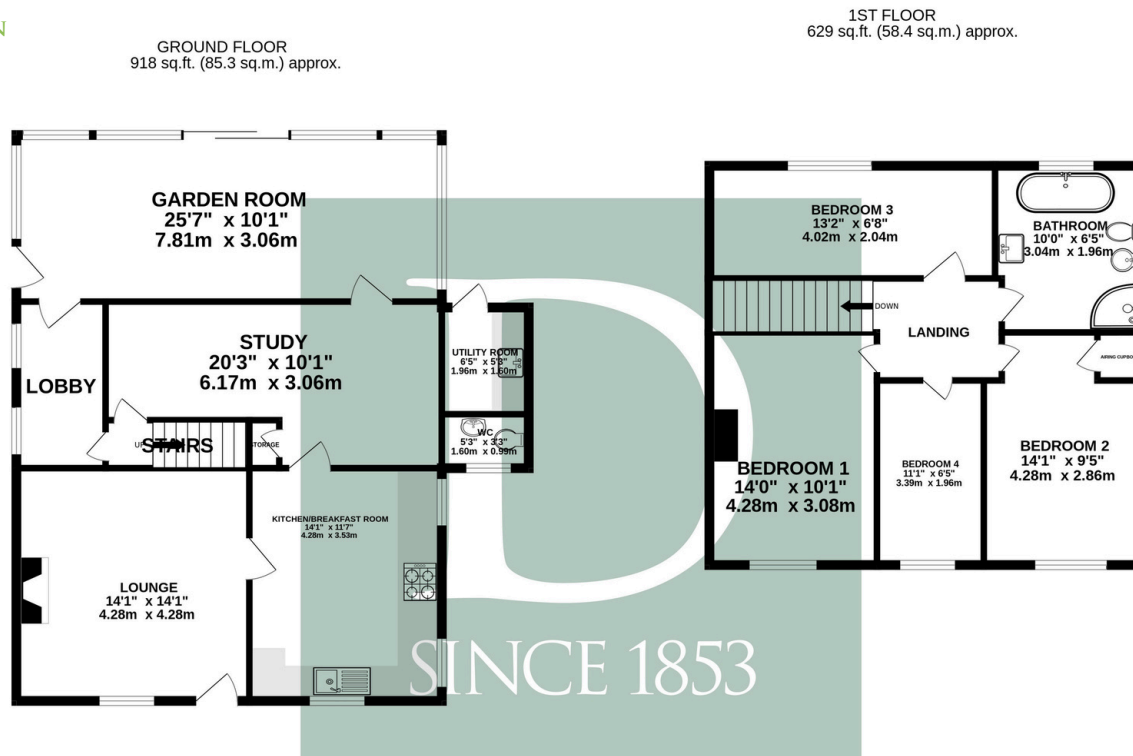 N
GROUND FLOOR
918 sq.ft. (85.3 sq.m.) approx.
1ST FLOOR
629 sq.ft. (58.4 sq.m.) approx.
GARDEN ROOM
25'7" x 10'1"
7.81m x 3.06m
STUDY
20'3" x 10'1"
6.17m x 3.06m
LOBBY
UTILITY ROOM
6'5" x 5'3"
1.96m x 1.60m
UP
STAIRS
STORAGE
WC
5'3" x 3'3"
1.60m x 0.99m
KITCHEN/BREAKFAST ROOM
14'1" x 11'7"
4.28m x 3.53m
LOUNGE
14'1" x 14'1"
4.28m x 4.28m
BEDROOM 3
13'2" x 6'8"
4.02m x 2.04m
BATHROOM
10'0" x 6'5"
3.04m x 1.96m
DOWN
LANDING
AIRING CUPBO
BEDROOM 1
14'0" x 10'1"
4.28m x 3.08m
BEDROOM 4
11'1" x 6'5"
3.39m x 1.96m
BEDROOM 2
14'1" x 9'5"
4.28m x 2.86m
D
SINCE 1853